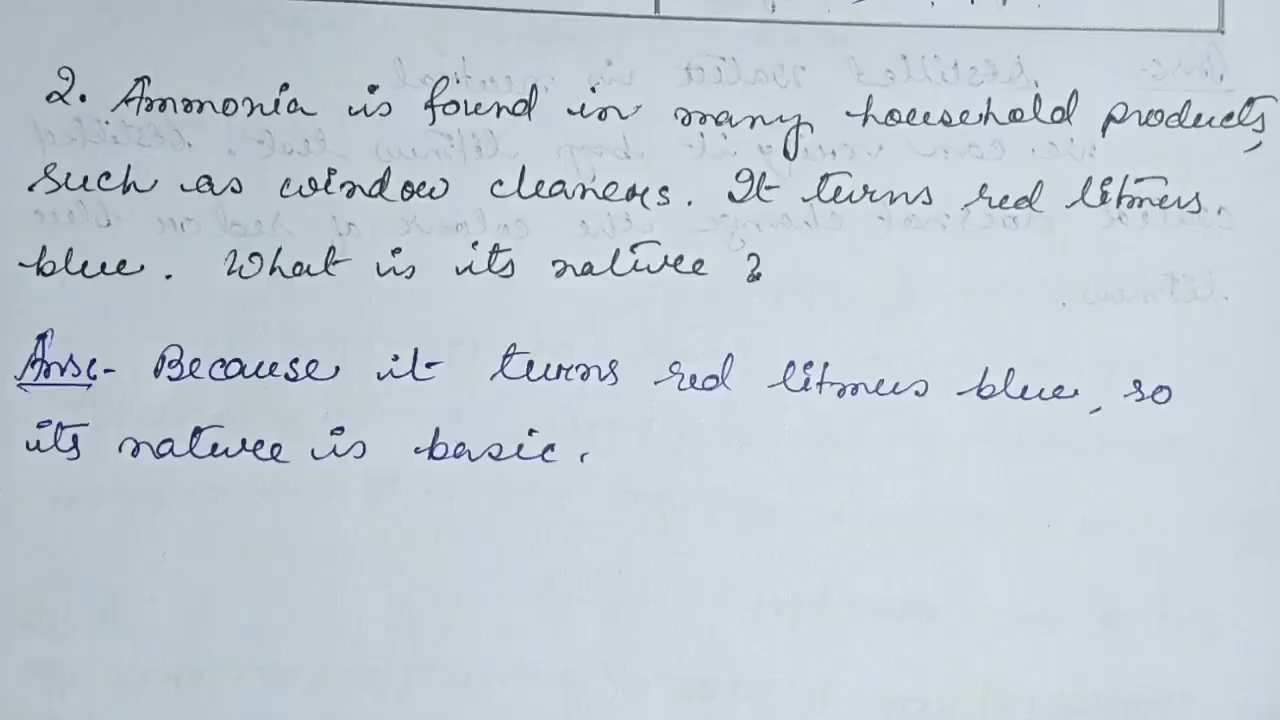 2. Ammonia is found in many household products,
such as window cleaners. It turns red litmus
blue. What is its nature?
Ans:- Because it turns red litmus blue, so
its nature is basic.